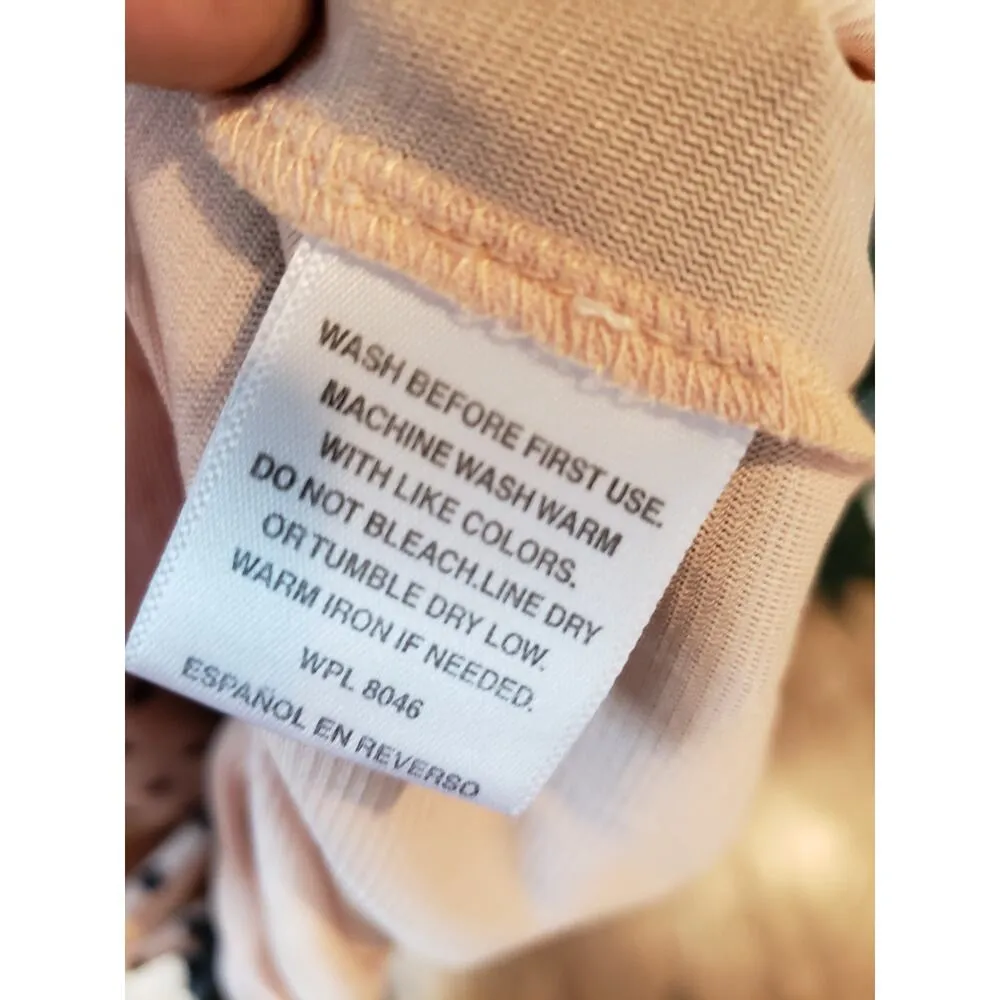 WASH BEFORE FIRST USE.
MACHINE WASH WARM
WITH LIKE COLORS.
DO NOT BLEACH.LINE DRY
OR TUMBLE DRY LOW.
WARM IRON IF NEEDED.
WPL 8046
ESPAÑOL EN REVERSO